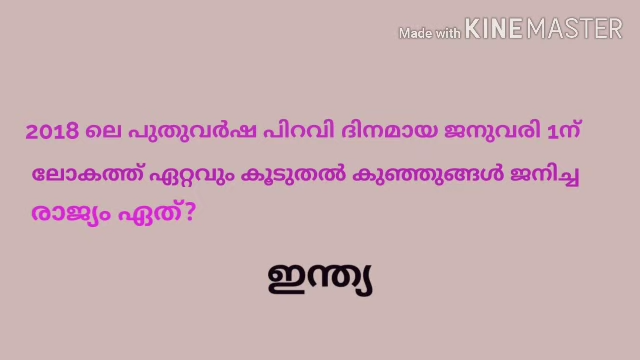 Made with KINEMASTER
2018 ലെ പുതുവർഷ പിറവി ദിനമായ ജനുവരി 1ന്
ലോകത്ത് ഏറ്റവും കൂടുതൽ കുഞ്ഞുങ്ങൾ ജനിച്ച
രാജ്യം ഏത്?
ഇന്ത്യ